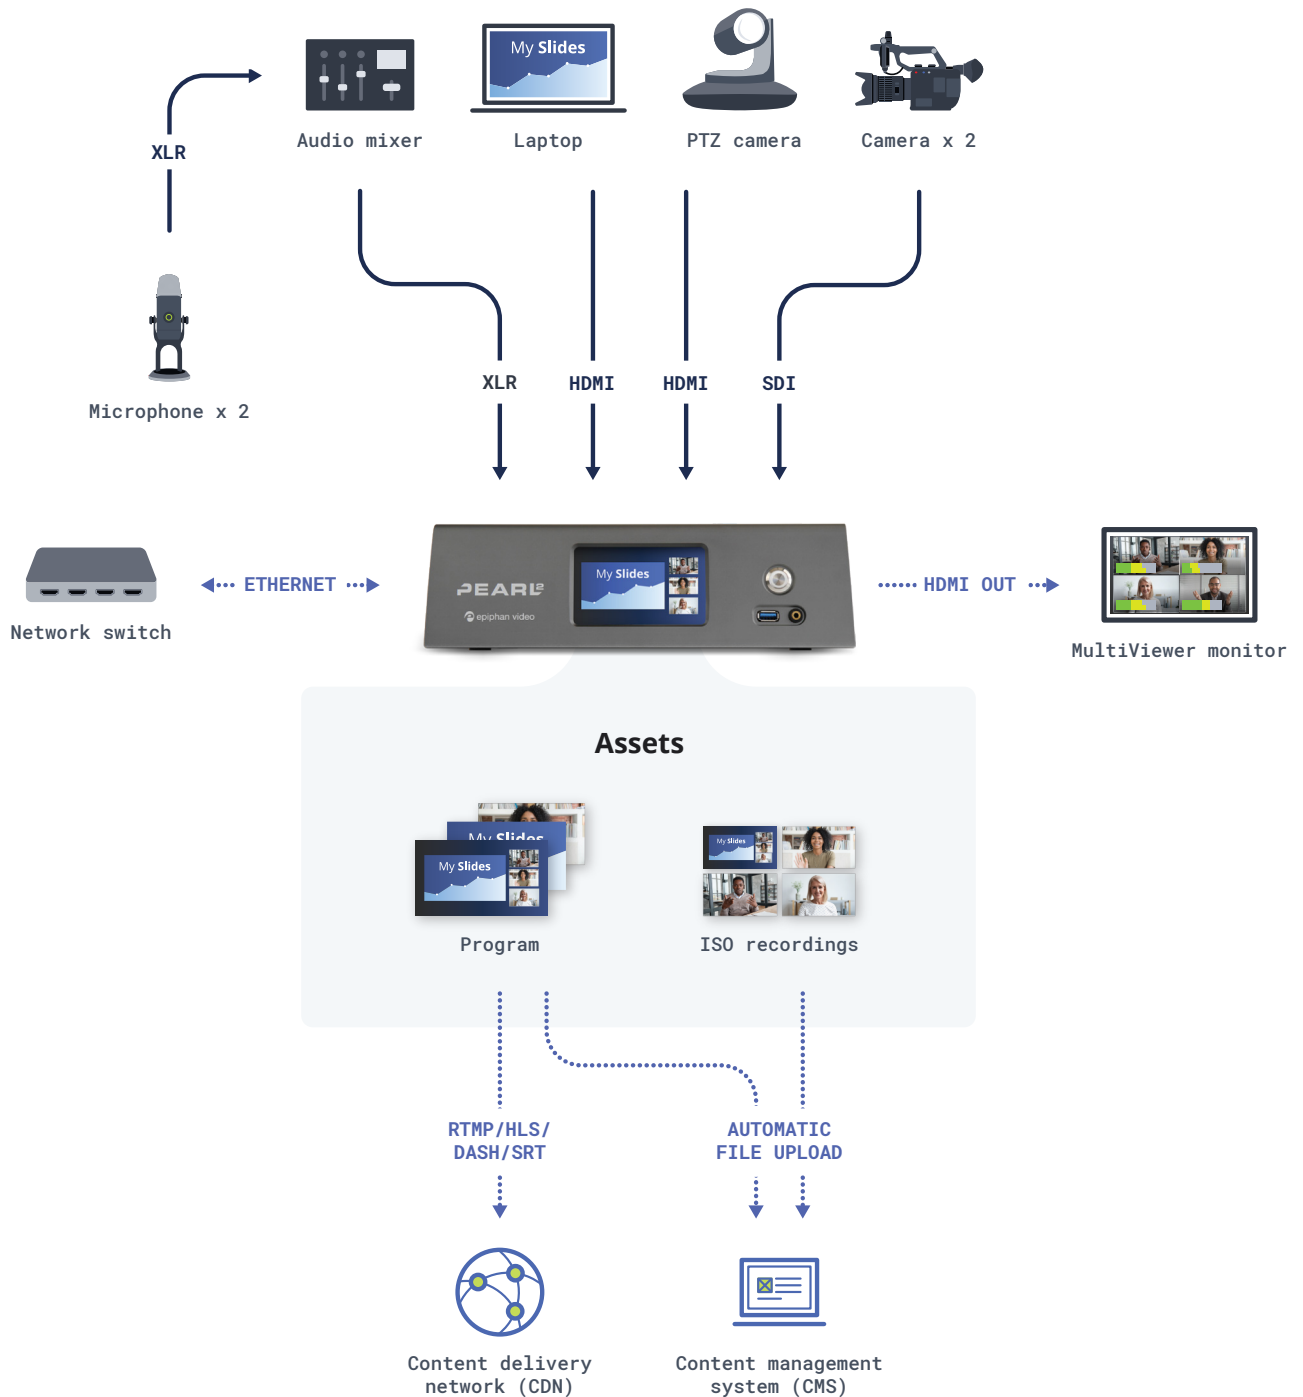 My Slides
Audio mixer
Laptop
PTZ camera
Camera x 2
XLR
Microphone x 2
XLR
HDMI
HDMI
SDI
Network switch
ETHERNET
PEARL2
epiphan video
My Slides
HDMI OUT
MultiViewer monitor
Assets
My Slides
My Slides
Program
My Slides
ISO recordings
RTMP/HLS/
DASH/SRT
AUTOMATIC
FILE UPLOAD
Content delivery
network (CDN)
Content management
system (CMS)